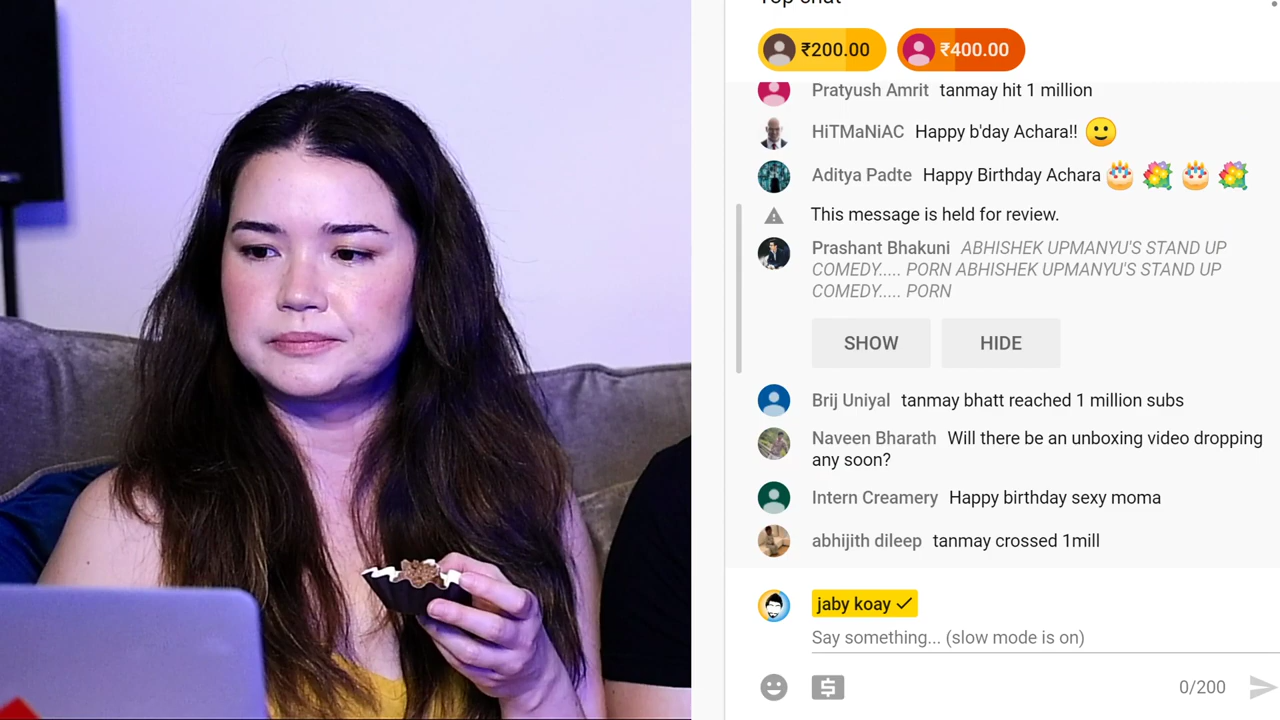 Top chat
₹200.00 ₹400.00
Pratyush Amrit tanmay hit 1 million
HiTMaNiAC Happy b'day Achara!! 🙂
Aditya Padte Happy Birthday Achara 🎂 💐 🎂 💐
This message is held for review.
Prashant Bhakuni ABHISHEK UPMANYU'S STAND UP
COMEDY..... PORN ABHISHEK UPMANYU'S STAND UP
COMEDY..... PORN
SHOW HIDE
Brij Uniyal tanmay bhatt reached 1 million subs
Naveen Bharath Will there be an unboxing video dropping
any soon?
Intern Creamery Happy birthday sexy moma
abhijith dileep tanmay crossed 1mill
jaby koay ✓
Say something... (slow mode is on)
0/200